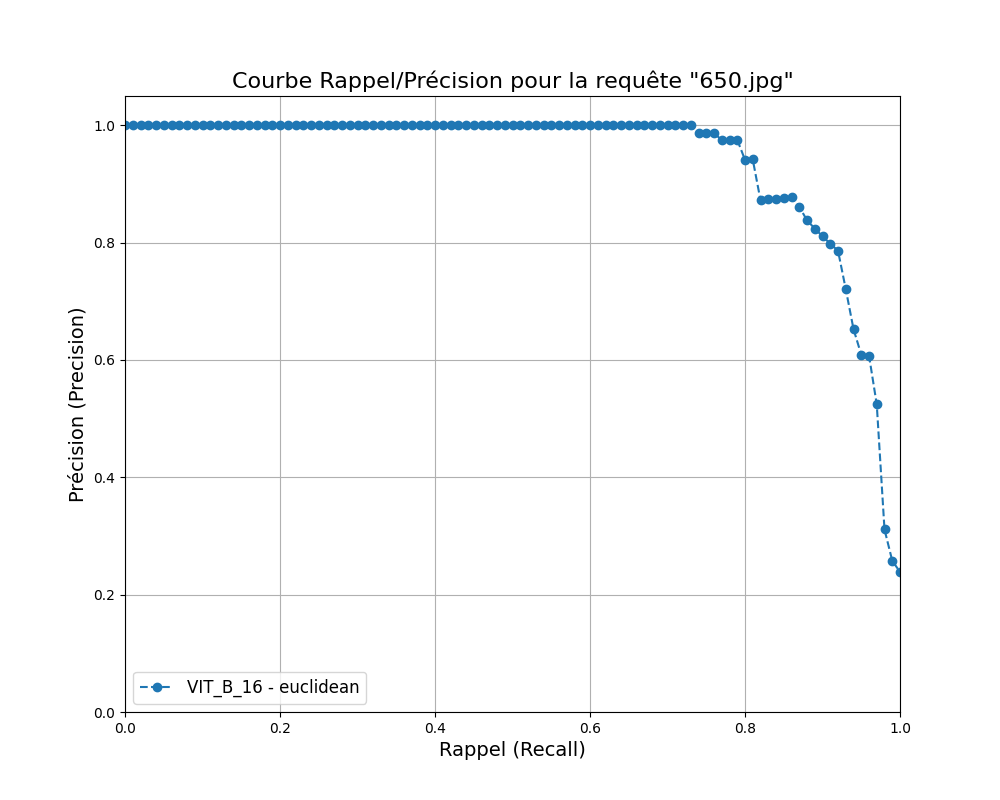 Courbe Rappel/Précision pour la requête "650.jpg"
Précision (Precision)
1.0
0.8
0.6
0.4
0.2
0.0
VIT_B_16 - euclidean
0.0 0.2 0.4 0.6 0.8 1.0
Rappel (Recall)